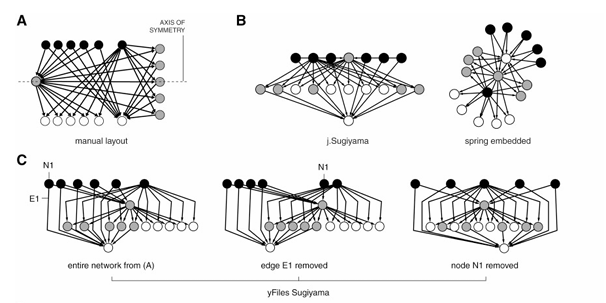 A
AXIS OF
SYMMETRY
manual layout
B
j.Sugiyama
spring embedded
C
N1
E1
entire network from (A)
N1
edge E1 removed
node N1 removed
yFiles Sugiyama